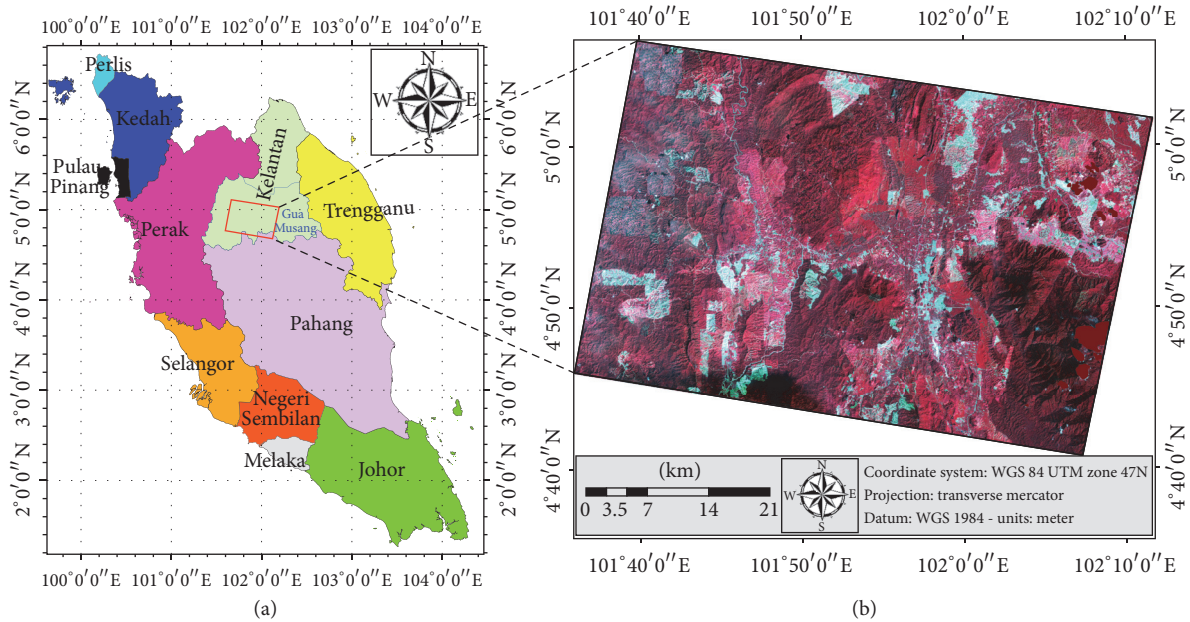 100°0′0″E 101°0′0″E 102°0′0″E 103°0′0″E 104°0′0″E
6°0′0″N
5°0′0″N
4°0′0″N
3°0′0″N
2°0′0″N
Perlis
Kedah
Pulau
Pinang
Perak
Kelantan
Gua
Musang
Trengganu
Pahang
Selangor
Negeri
Sembilan
Melaka
Johor
N
W E
S
6°0′0″N
5°0′0″N
4°0′0″N
3°0′0″N
2°0′0″N
100°0′0″E 101°0′0″E 102°0′0″E 103°0′0″E 104°0′0″E
(a)
101°40′0″E 101°50′0″E 102°0′0″E 102°10′0″E
5°0′0″N
4°50′0″N
4°40′0″N
5°0′0″N
4°50′0″N
4°40′0″N
(km)
0 3.5 7 14 21
N
W E
S
Coordinate system: WGS 84 UTM zone 47N
Projection: transverse mercator
Datum: WGS 1984 - units: meter
101°40′0″E 101°50′0″E 102°0′0″E 102°10′0″E
(b)